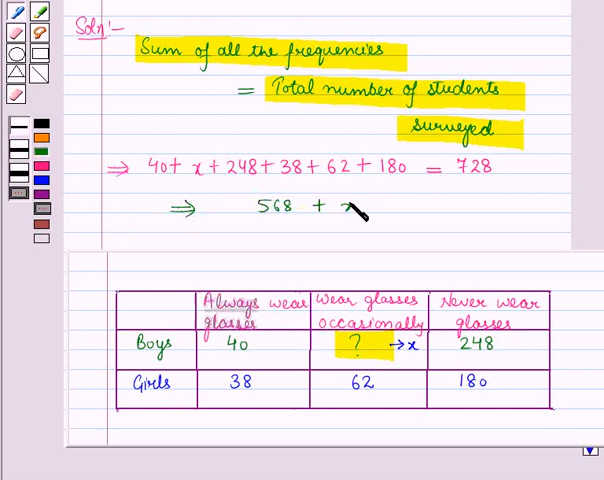 Soln:-
Sum of all the frequencies
= Total number of students
surveyed
⇒ 40 + x + 248 + 38 + 62 + 180 = 728
⇒ 568 + x
Always wear glasses Wear glasses occasionally Never wear glasses
Boys 40 ? → x 248
Girls 38 62 180